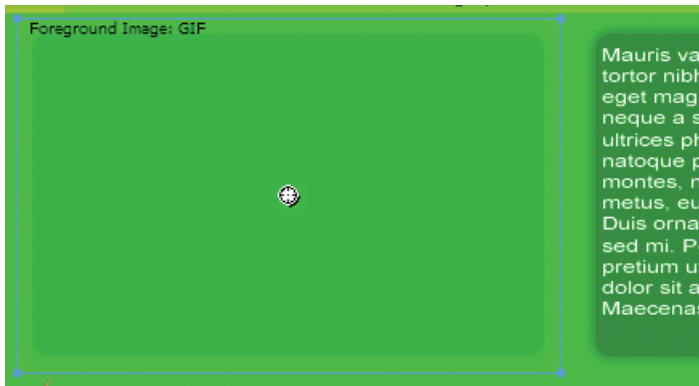 Foreground Image: GIF
Mauris va
tortor nibh
eget mag
neque a s
ultrices ph
natoque p
montes, n
metus, eu
Duis orna
sed mi. P
pretium u
dolor sit a
Maecenas